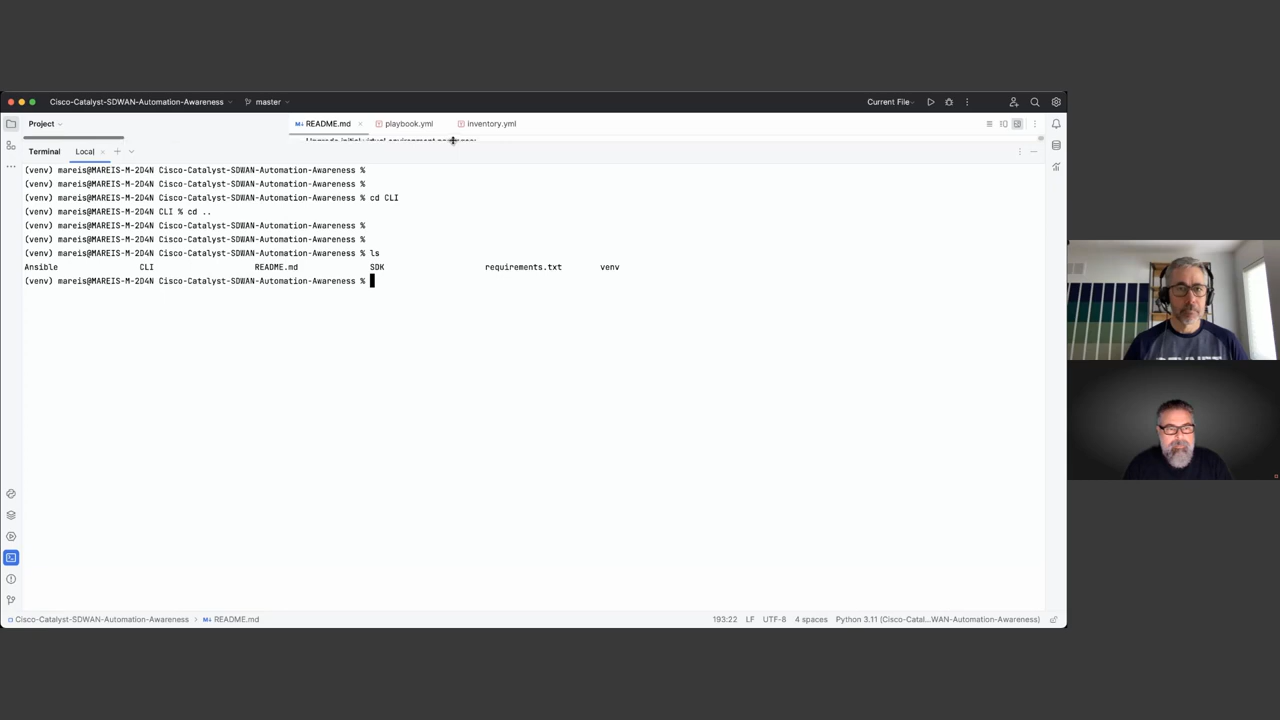 Cisco-Catalyst-SDWAN-Automation-Awareness master Current File
Project README.md playbook.yml inventory.yml
Upgrade initial virtual environment packages:
Terminal Local
(venv) mareis@MAREIS-M-2D4N Cisco-Catalyst-SDWAN-Automation-Awareness %
(venv) mareis@MAREIS-M-2D4N Cisco-Catalyst-SDWAN-Automation-Awareness %
(venv) mareis@MAREIS-M-2D4N Cisco-Catalyst-SDWAN-Automation-Awareness % cd CLI
(venv) mareis@MAREIS-M-2D4N CLI % cd ..
(venv) mareis@MAREIS-M-2D4N Cisco-Catalyst-SDWAN-Automation-Awareness %
(venv) mareis@MAREIS-M-2D4N Cisco-Catalyst-SDWAN-Automation-Awareness %
(venv) mareis@MAREIS-M-2D4N Cisco-Catalyst-SDWAN-Automation-Awareness % ls
Ansible CLI README.md SDK requirements.txt venv
(venv) mareis@MAREIS-M-2D4N Cisco-Catalyst-SDWAN-Automation-Awareness %
Cisco-Catalyst-SDWAN-Automation-Awareness > README.md 193:22 LF UTF-8 4 spaces Python 3.11 (Cisco-Catal...WAN-Automation-Awareness)